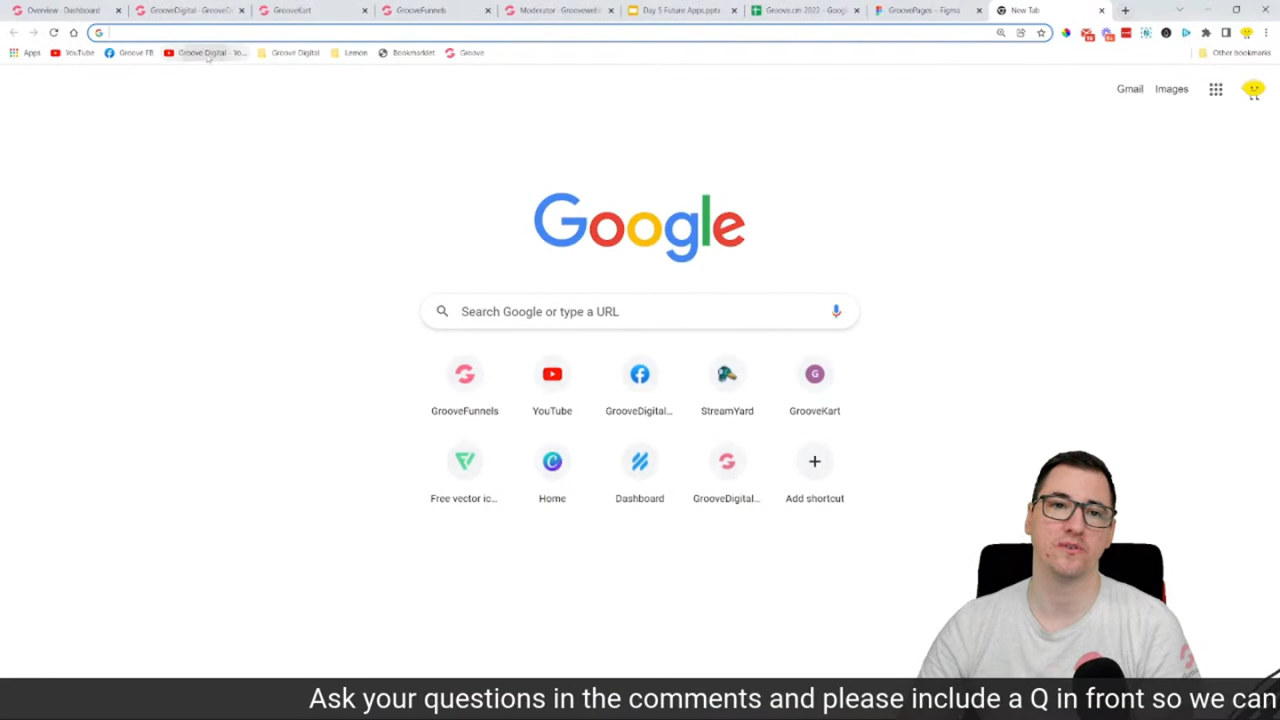 Overview - Dashboard
GrooveDigital - GrooveDi
GrooveKart
GrooveFunnels
Moderator - Grooveweb
Day 5 Future Apps.pptx
Groove.cm 2022 - Googl
GroovePages - Figma
New Tab
Apps
YouTube
Groove FB
Groove Digital - Yo...
Groove Digital
Lemon
Bookmarklet
Groove
Other bookmarks
Gmail
Images
Google
Search Google or type a URL
G
GrooveFunnels
YouTube
GrooveDigital...
StreamYard
GrooveKart
Free vector ic...
Home
Dashboard
GrooveDigital...
Add shortcut
Ask your questions in the comments and please include a Q in front so we can